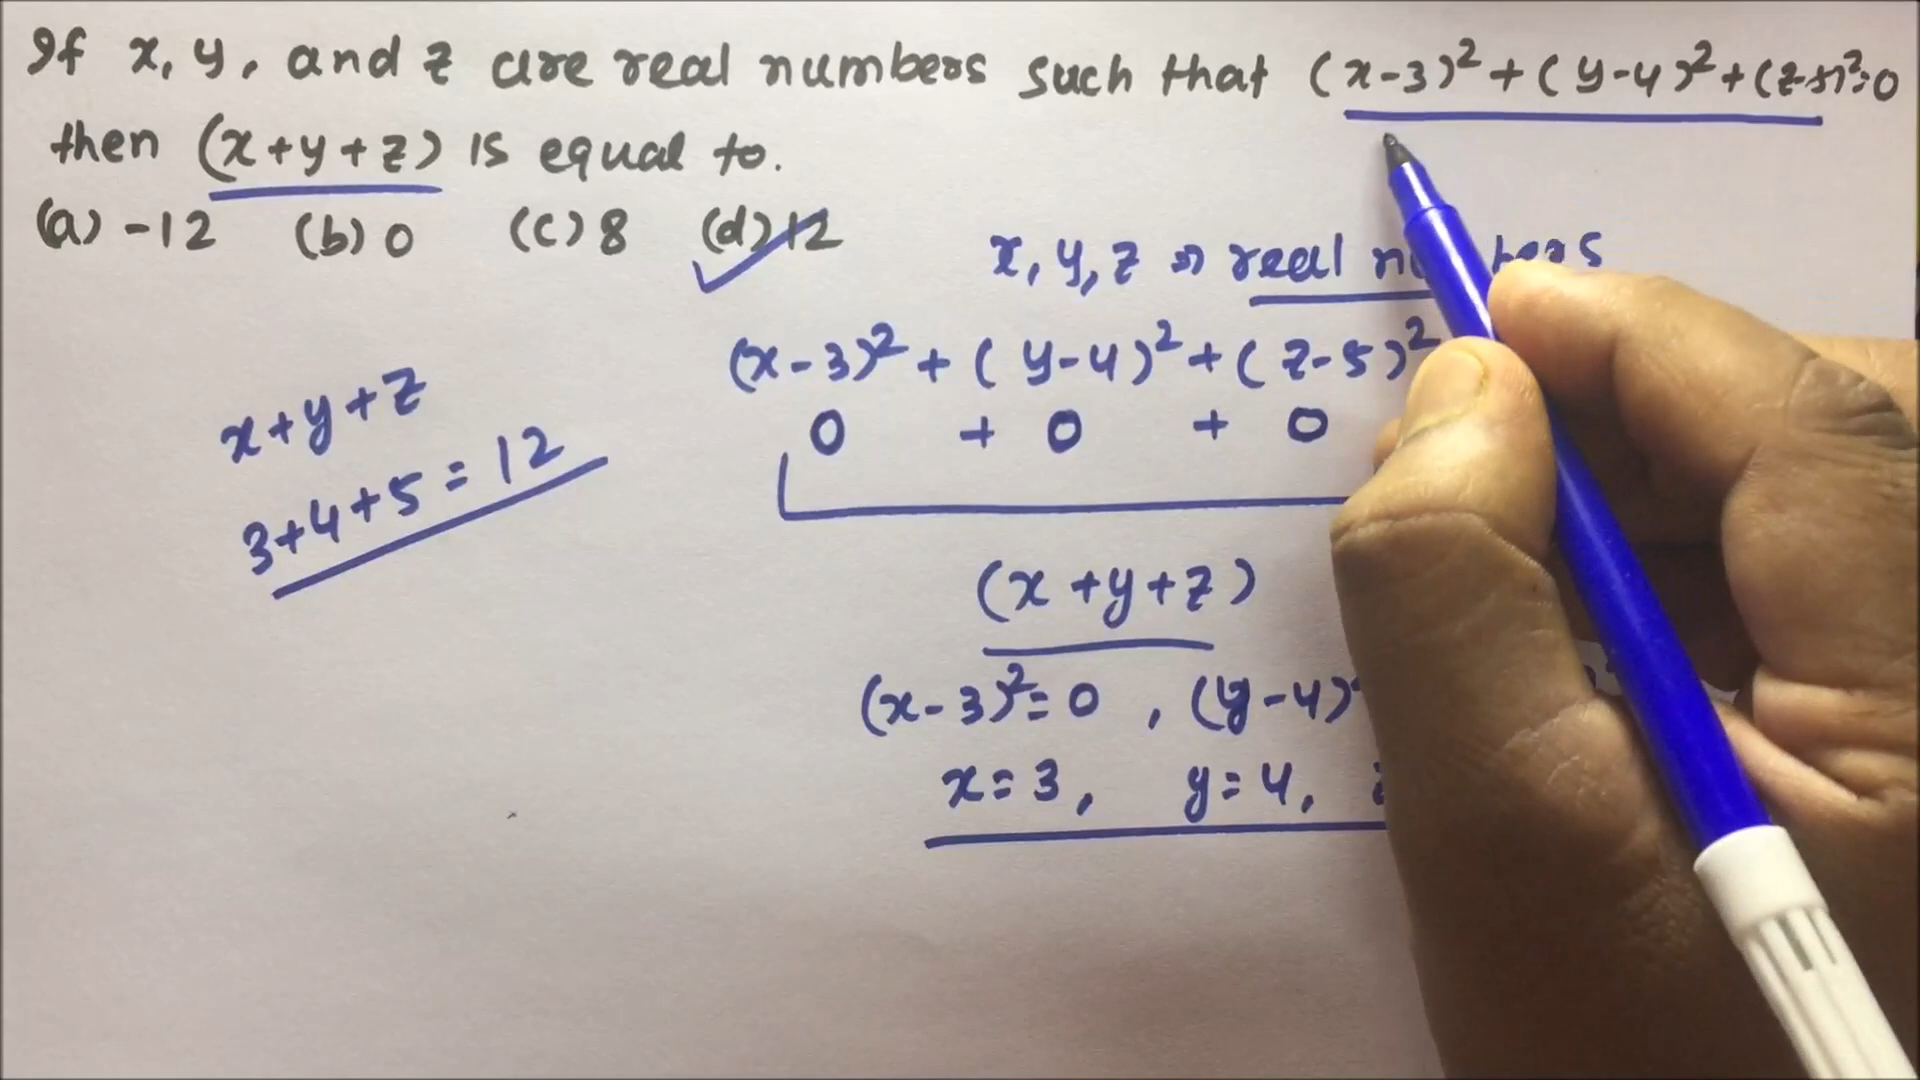 If x, y, and z are real numbers such that (x-3)²+(y-4)²+(z-5)²=0
then (x+y+z) is equal to.
(a) -12 (b) 0 (c) 8 (d) 12
x, y, z ⇒ real
(x-3)² + (y-4)² + (z-5)²
0 + 0 + 0
x+y+z
3+4+5 = 12
(x+y+z)
(x-3)²=0 , (y-4)
x=3, y=4,